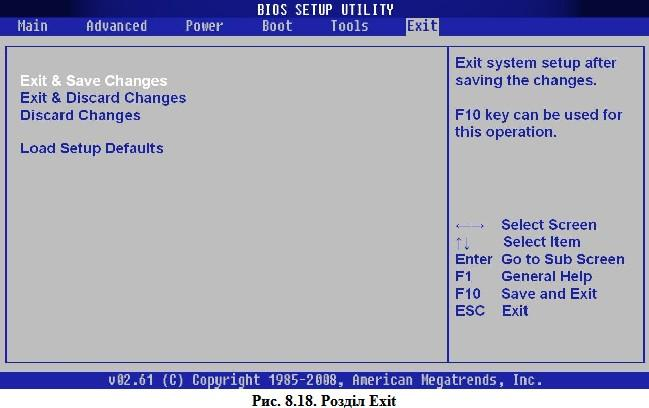 BIOS SETUP UTILITY
Main Advanced Power Boot Tools Exit
Exit & Save Changes
Exit & Discard Changes
Discard Changes
Load Setup Defaults
Exit system setup after
saving the changes.
F10 key can be used for
this operation.
←→ Select Screen
↑↓ Select Item
Enter Go to Sub Screen
F1 General Help
F10 Save and Exit
ESC Exit
v02.61 (C) Copyright 1985-2008, American Megatrends, Inc.
Рис. 8.18. Розділ Exit